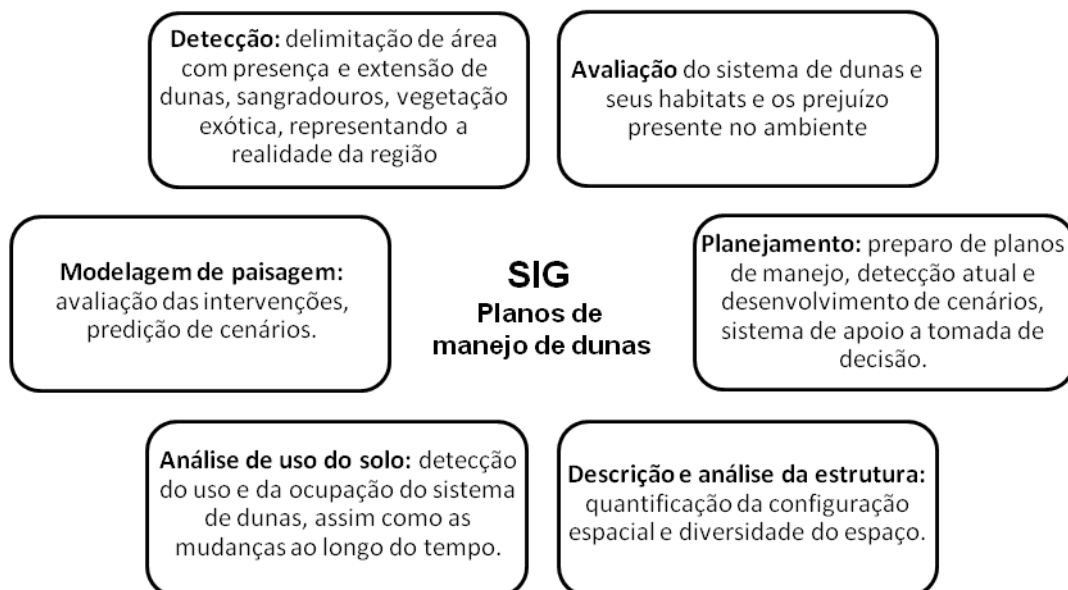 Detecção: delimitação de área
com presença e extensão de
dunas, sangradouros, vegetação
exótica, representando a
realidade da região
Avaliação do sistema de dunas e
seus habitats e os prejuízo
presente no ambiente
Modelagem de paisagem:
avaliação das intervenções,
predição de cenários.
SIG
Planos de
manejo de dunas
Planejamento: preparo de planos
de manejo, detecção atual e
desenvolvimento de cenários,
sistema de apoio a tomada de
decisão.
Análise de uso do solo: detecção
do uso e da ocupação do sistema
de dunas, assim como as
mudanças ao longo do tempo.
Descrição e análise da estrutura:
quantificação da configuração
espacial e diversidade do espaço.